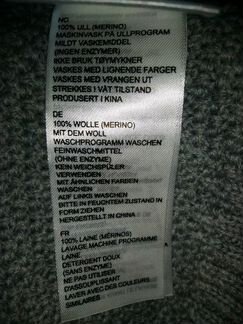 NO
100% ULL (MERINO)
MASKINVASK PÅ ULLPROGRAM
MILDT VASKEMIDDEL
(INGEN ENZYMER)
IKKE BRUK TØYMYKNER
VASKES MED LIGNENDE FARGER
VASKES MED VRANGEN UT
STREKKES I VÅT TILSTAND
PRODUSERT I KINA
DE
100% WOLLE (MERINO)
MIT DEM WOLL
WASCHPROGRAMM WASCHEN
FEINWASCHMITTEL
(OHNE ENZYME)
KEIN WEICHSPÜLER
VERWENDEN
MIT ÄHNLICHEN FARBEN
WASCHEN
AUF LINKS WASCHEN
BITTE IN FEUCHTEM ZUSTAND IN
FORM ZIEHEN
HERGESTELLT IN CHINA
FR
100% LAINE (MÉRINOS)
LAVAGE MACHINE PROGRAMME
LAINE
DETERGENT DOUX
(SANS ENZYME)
NE PAS UTILISER
D'ASSOUPLISSANT
LAVER AVEC DES COULEURS
SIMILAIRES